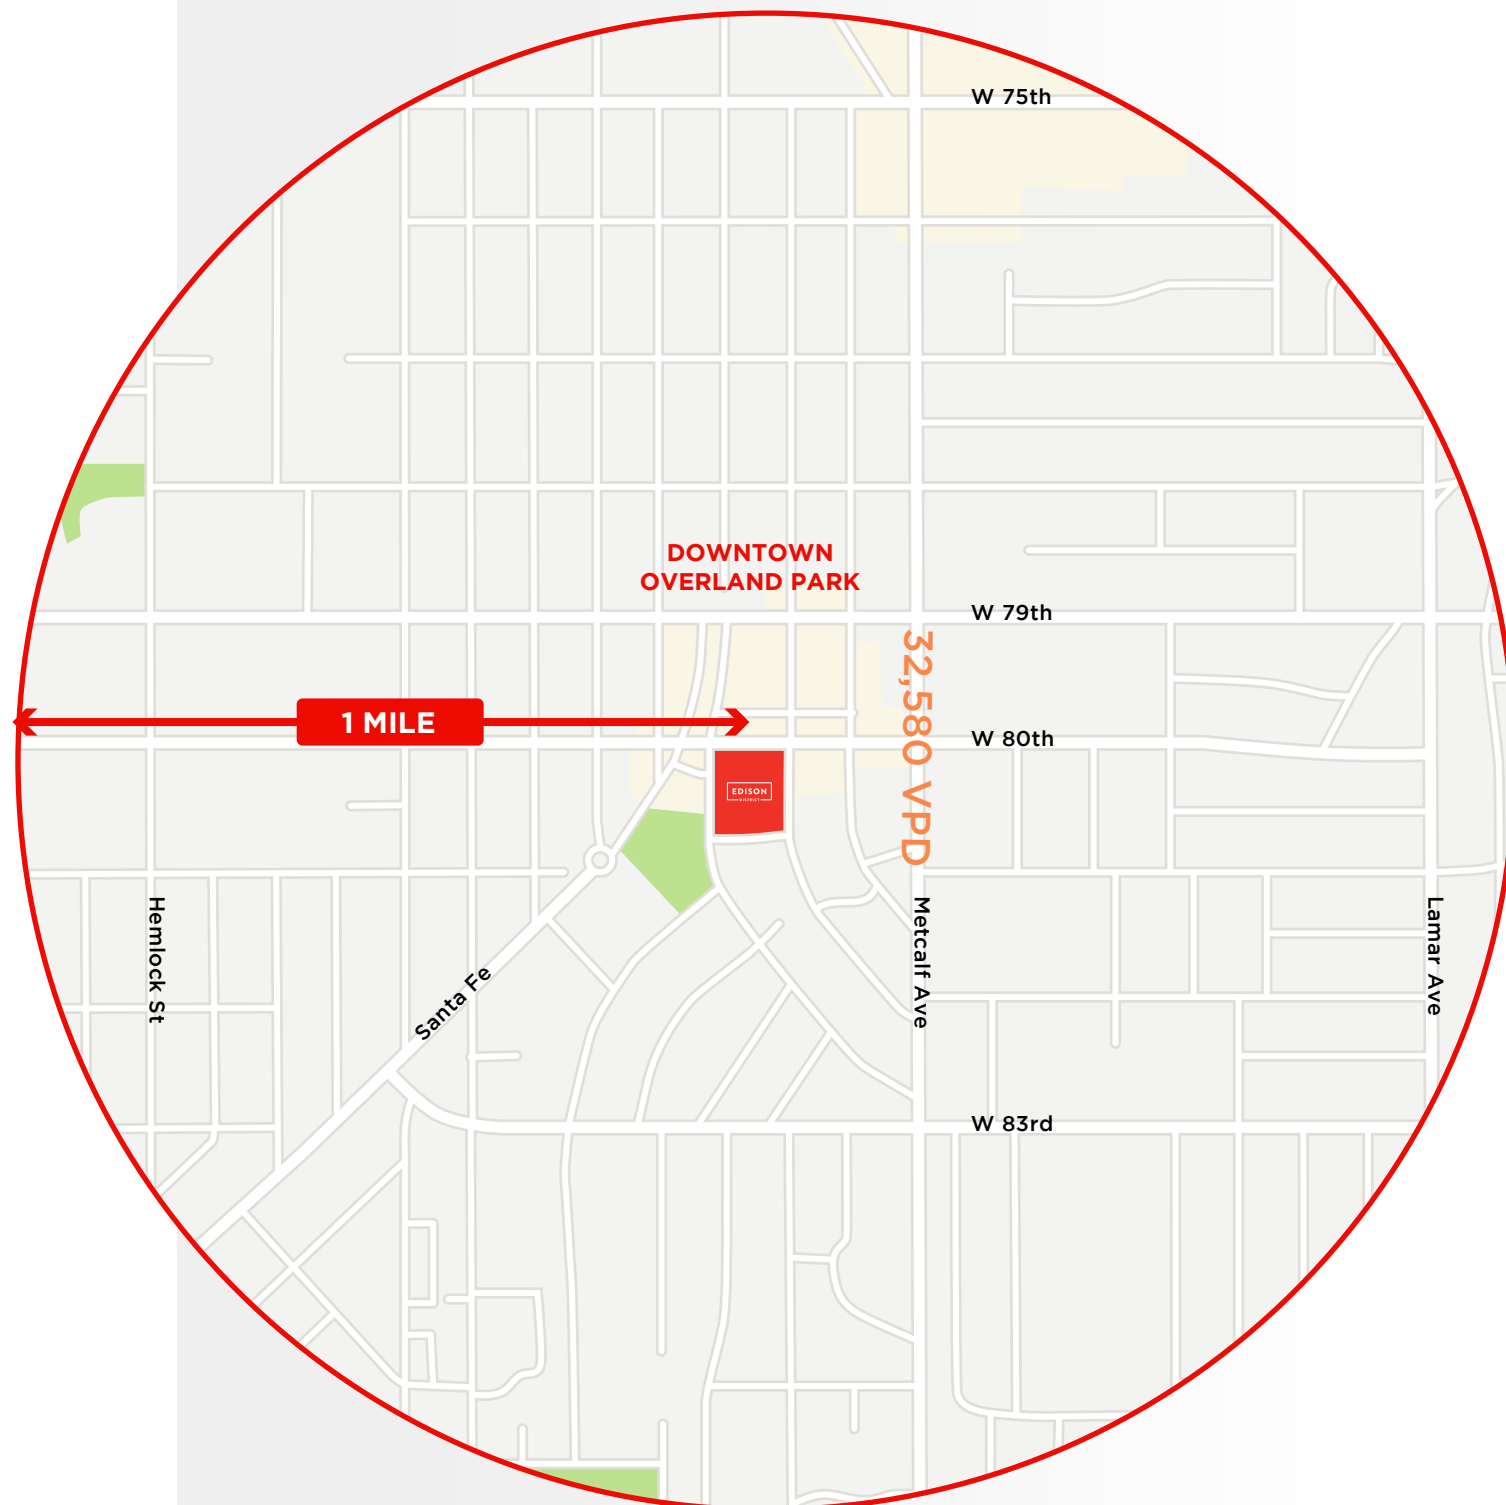 W 75th
DOWNTOWN
OVERLAND PARK
W 79th
32,580 VPD
1 MILE
W 80th
EDISON
DISTRICT
Hemlock St
Metcalf Ave
Lamar Ave
Santa Fe
W 83rd